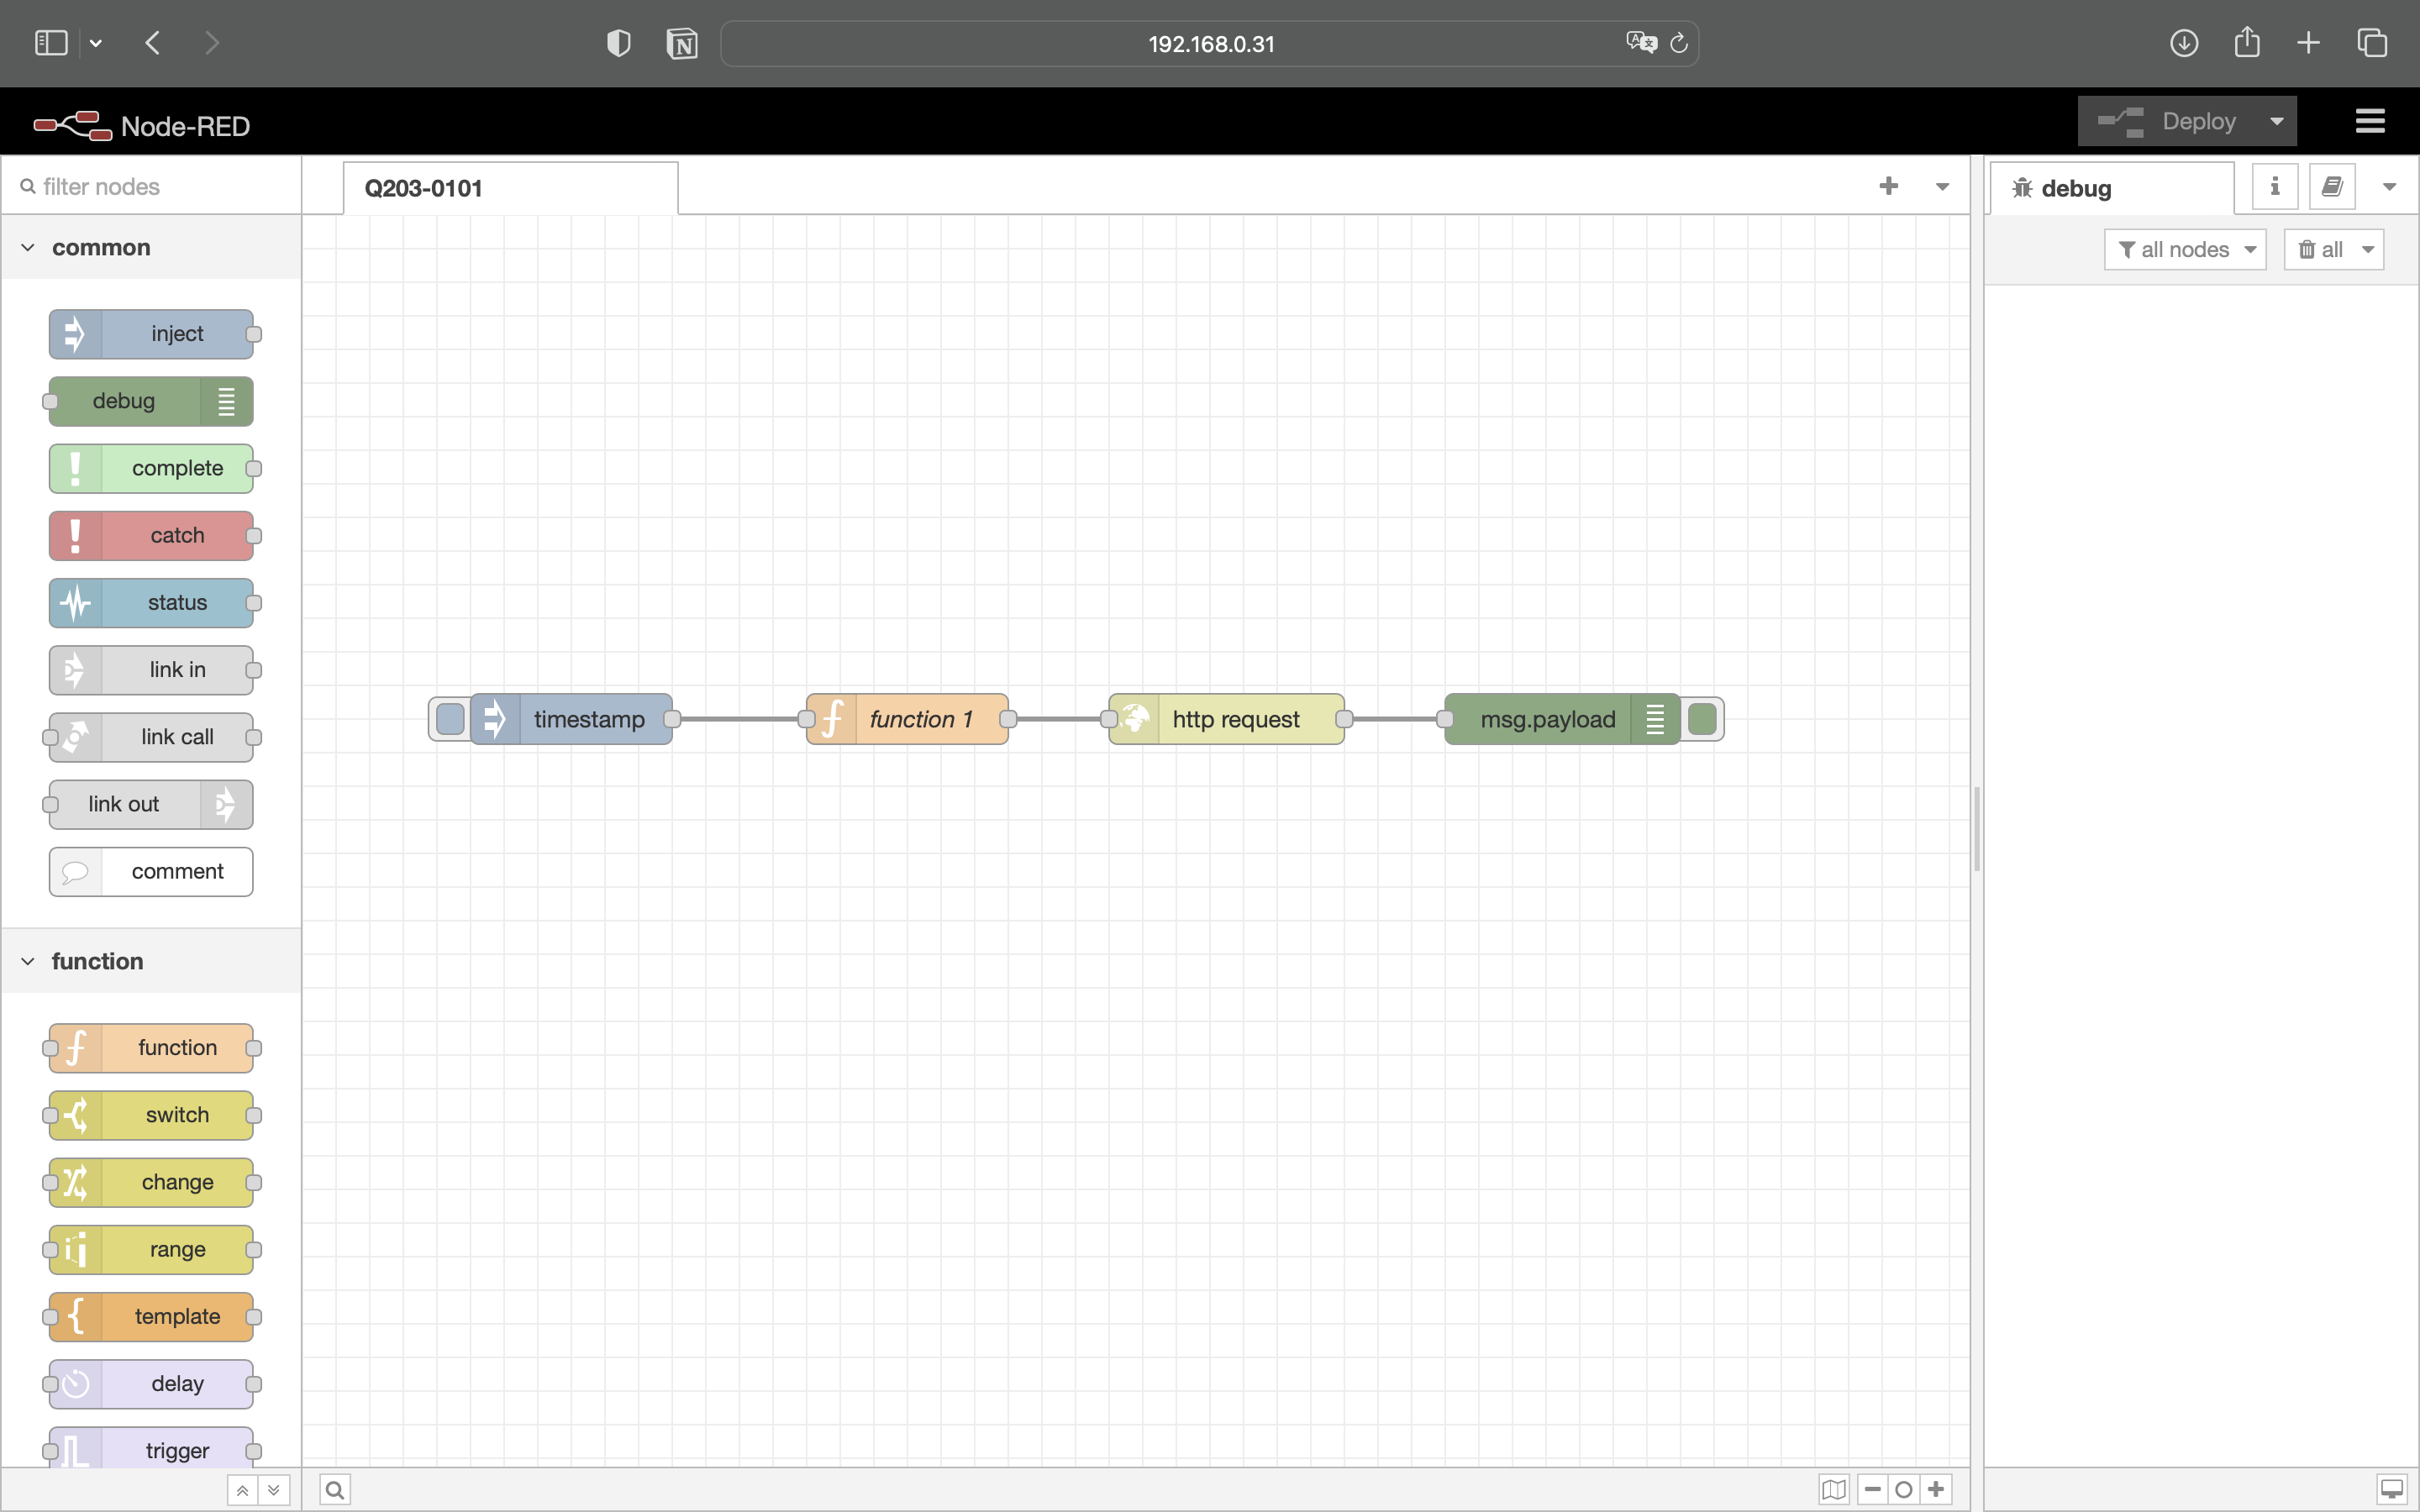 192.168.0.31
Node-RED
Deploy
filter nodes
Q203-0101
debug
all nodes
all
common
inject
debug
complete
catch
status
link in
link call
link out
comment
function
function
switch
change
range
template
delay
trigger
timestamp
function 1
http request
msg.payload